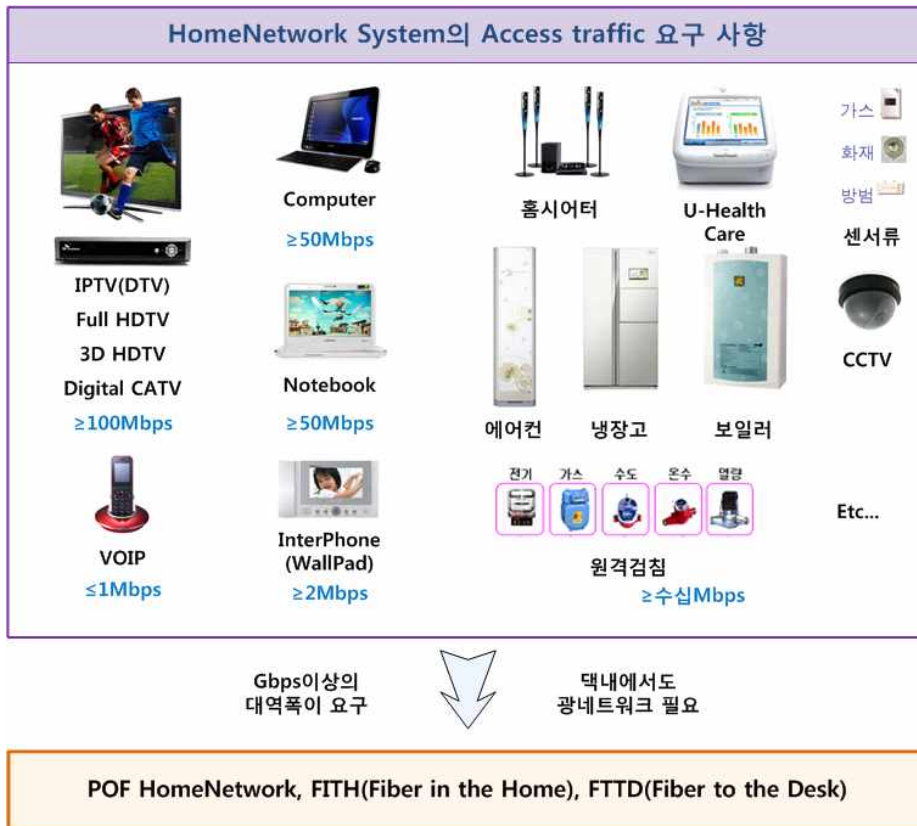 HomeNetwork System의 Access traffic 요구 사항
IPTV(DTV)
Full HDTV
3D HDTV
Digital CATV
≥100Mbps
VOIP
≤1Mbps
Computer
≥50Mbps
Notebook
≥50Mbps
InterPhone
(WallPad)
≥2Mbps
홈시어터
U-Health
Care
가스
화재
방범
센서류
에어컨
냉장고
보일러
CCTV
전기 가스 수도 온수 열량
원격검침
≥수십Mbps
Etc...
Gbps이상의
대역폭이 요구
댁내에서도
광네트워크 필요
POF HomeNetwork, FITH(Fiber in the Home), FTTD(Fiber to the Desk)